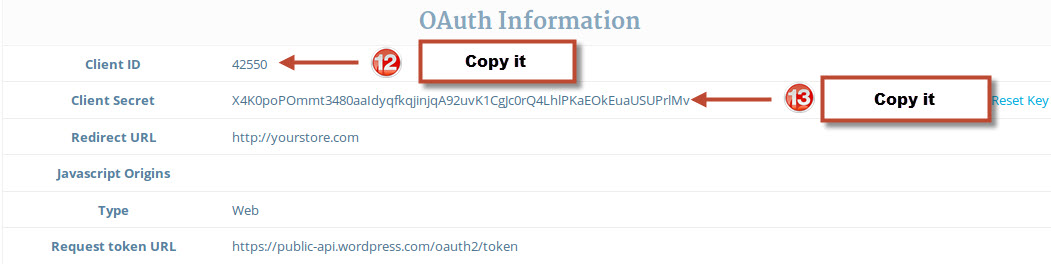 OAuth Information
Client ID 42550 12 Copy it
Client Secret X4K0poPOmmt3480aaIdyqfkqjinjqA92uvK1CgJc0rQ4LhlPKaEOkEuaUSUPrlMv 13 Copy it Reset Key
Redirect URL http://yourstore.com
Javascript Origins
Type Web
Request token URL https://public-api.wordpress.com/oauth2/token